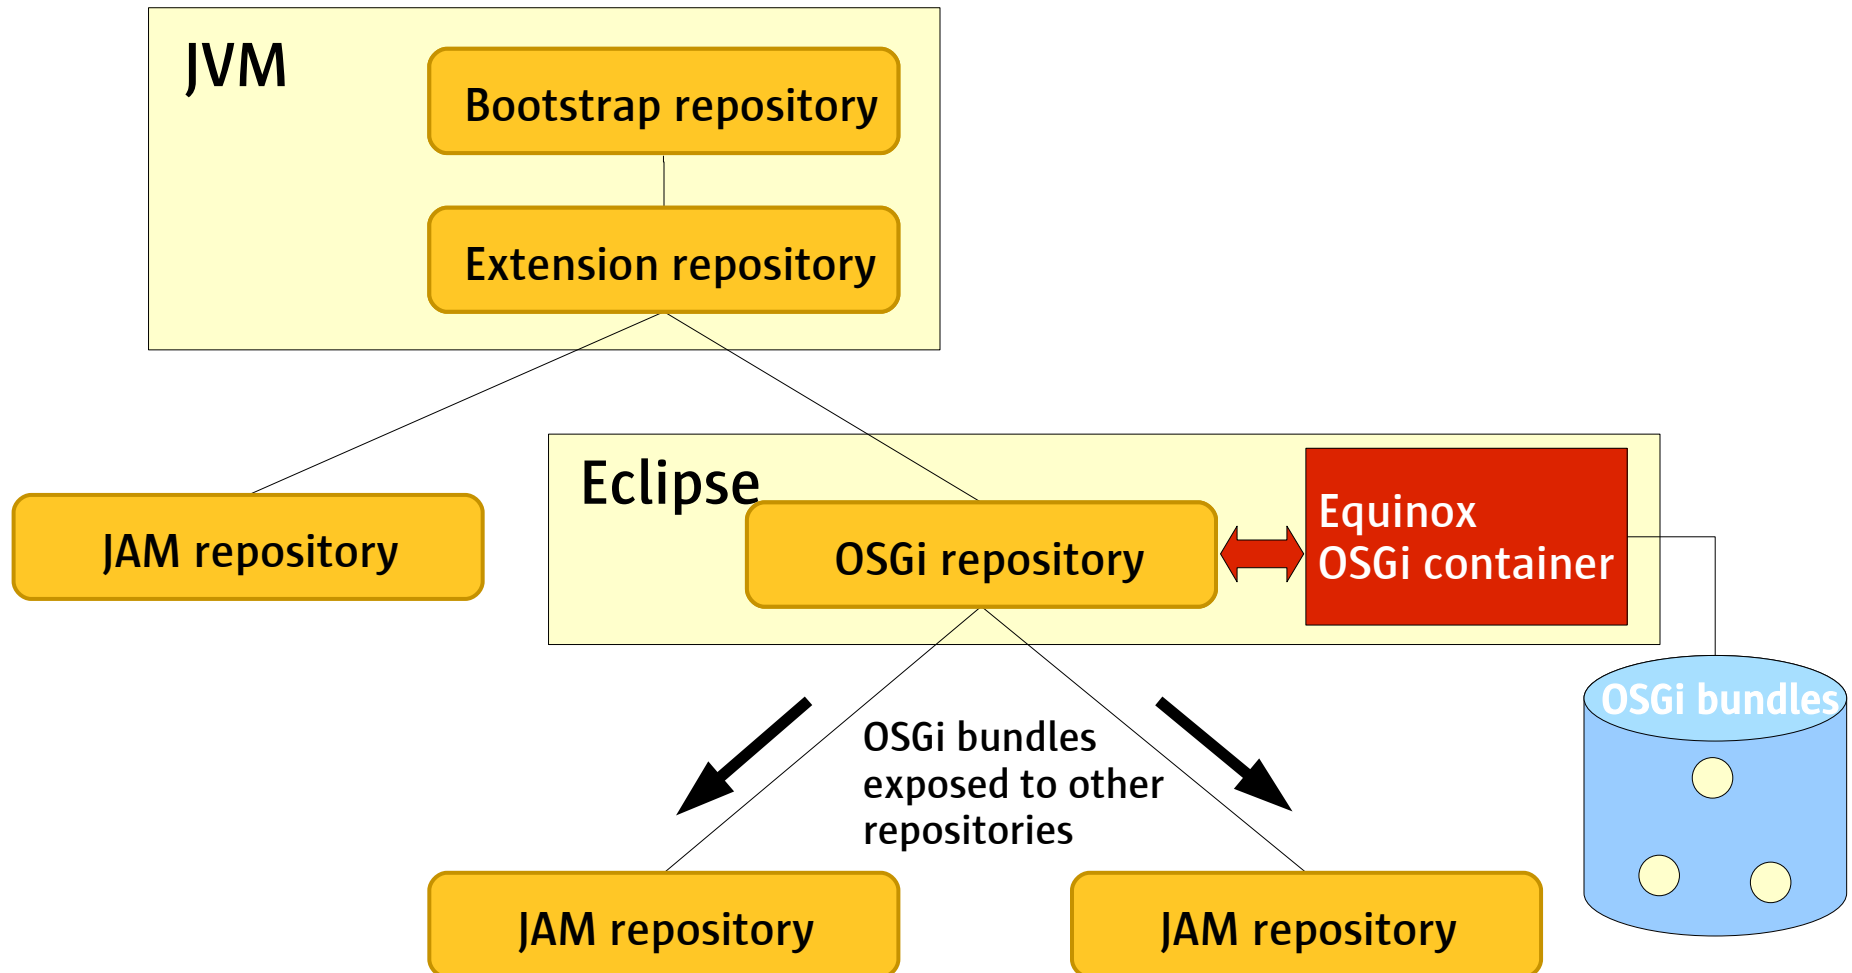 JVM
Bootstrap repository
Extension repository
JAM repository
Eclipse
OSGi repository
Equinox
OSGi container
OSGi bundles
OSGi bundles
exposed to other
repositories
JAM repository
JAM repository